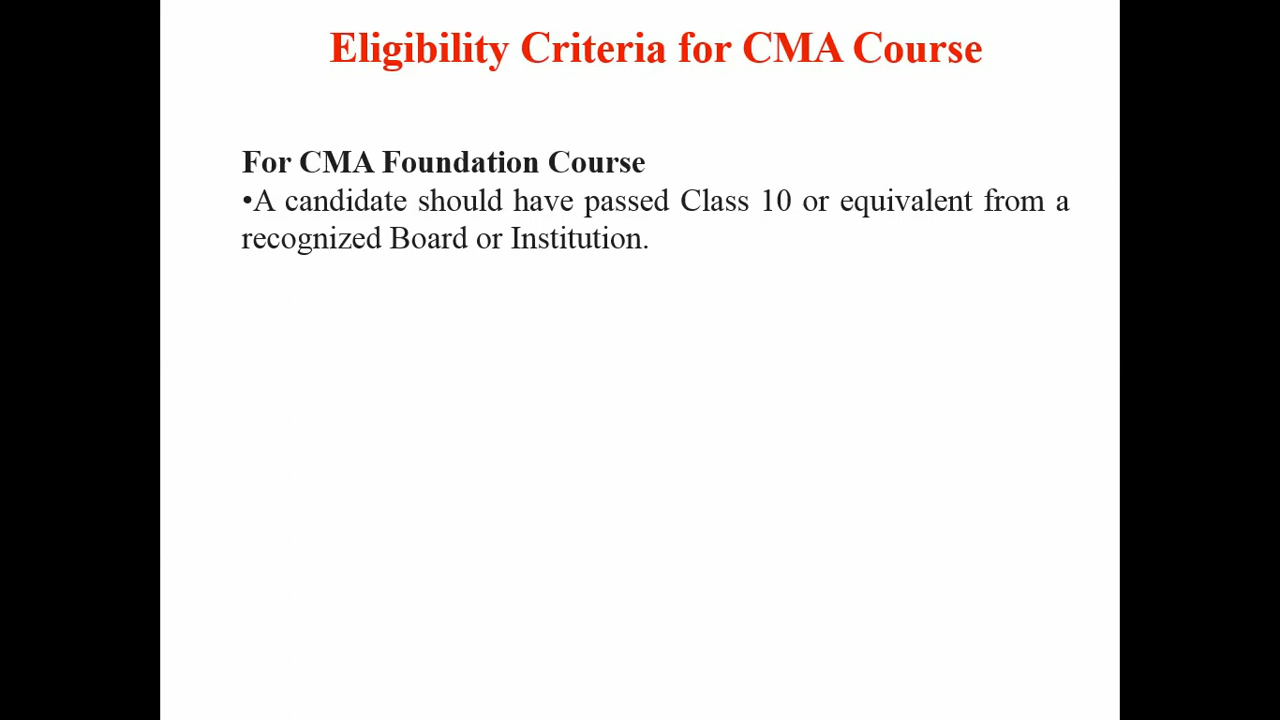 Eligibility Criteria for CMA Course
For CMA Foundation Course
•A candidate should have passed Class 10 or equivalent from a
recognized Board or Institution.